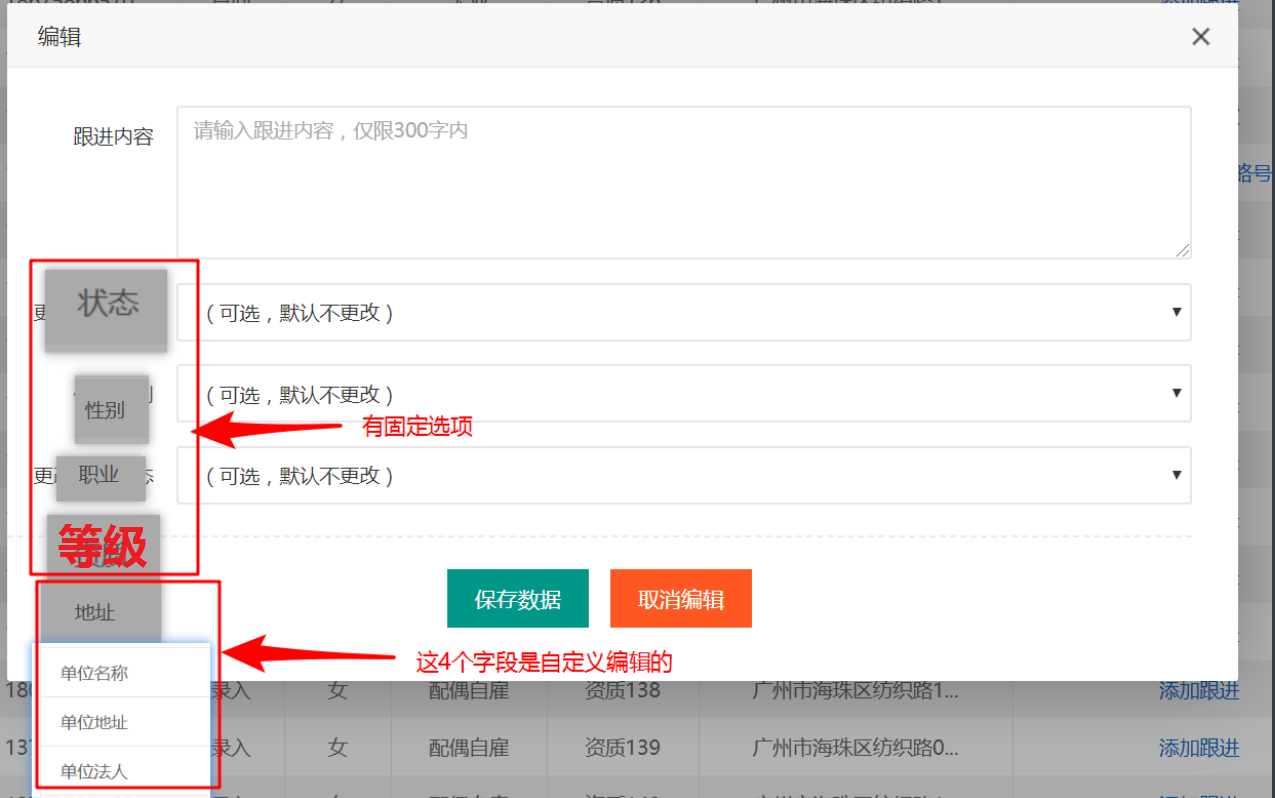 编辑
跟进内容
请输入跟进内容，仅限300字内
状态
（可选，默认不更改）
性别
（可选，默认不更改）
有固定选项
职业
（可选，默认不更改）
等级
地址
保存数据 取消编辑
这4个字段是自定义编辑的
单位名称
录入 女 配偶自雇 资质138 广州市海珠区纺织路1... 添加跟进
单位地址
录入 女 配偶自雇 资质139 广州市海珠区纺织路0... 添加跟进
单位法人